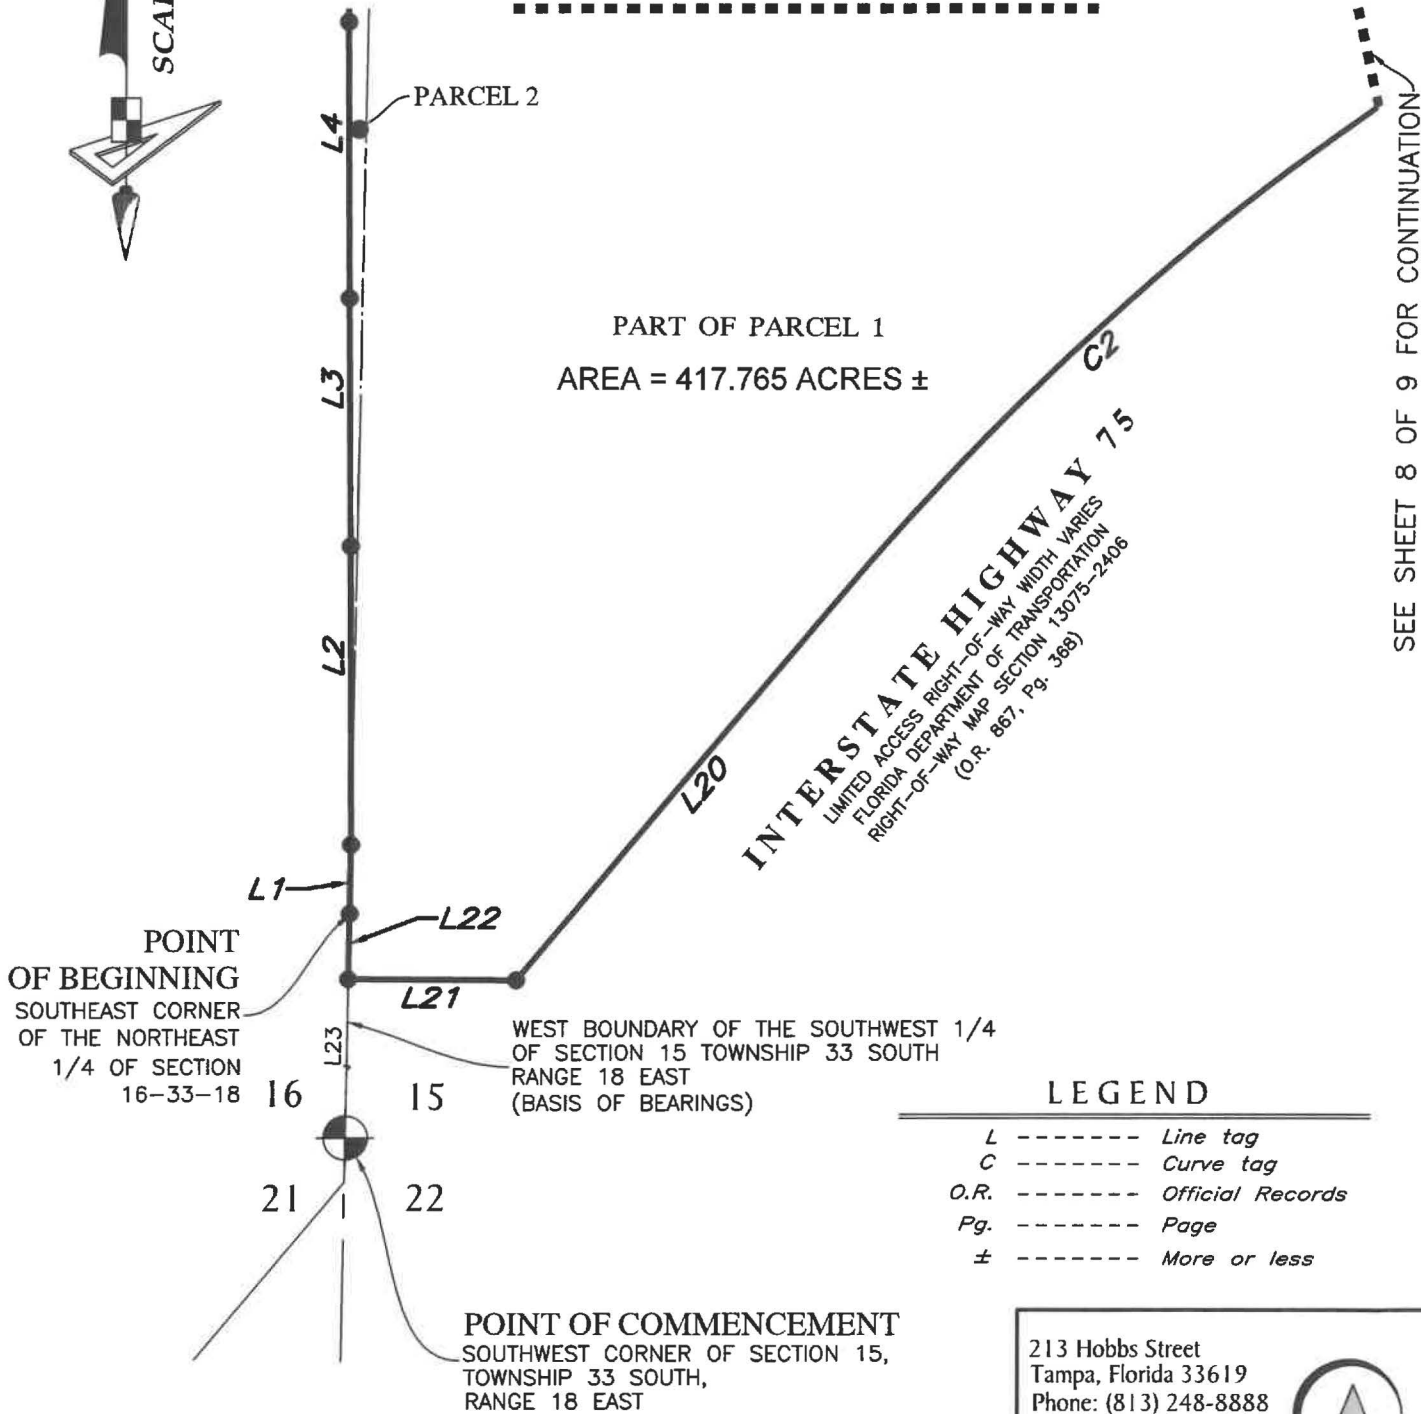 SCAL
PARCEL 2
L4
SEE SHEET 8 OF 9 FOR CONTINUATION
PART OF PARCEL 1
AREA = 417.765 ACRES ±
C2
L3
INTERSTATE HIGHWAY 75
LIMITED ACCESS RIGHT-OF-WAY WIDTH VARIES
FLORIDA DEPARTMENT OF TRANSPORTATION
RIGHT-OF-WAY MAP SECTION 13075-2406
(O.R. 867, Pg. 368)
L2
L20
L1
L22
POINT
OF BEGINNING
SOUTHEAST CORNER
OF THE NORTHEAST
1/4 OF SECTION
16-33-18
L21
L23
WEST BOUNDARY OF THE SOUTHWEST 1/4
OF SECTION 15 TOWNSHIP 33 SOUTH
RANGE 18 EAST
(BASIS OF BEARINGS)
16 15
21 22
LEGEND
L ------- Line tag
C ------- Curve tag
O.R. ------- Official Records
Pg. ------- Page
± ------- More or less
POINT OF COMMENCEMENT
SOUTHWEST CORNER OF SECTION 15,
TOWNSHIP 33 SOUTH,
RANGE 18 EAST
213 Hobbs Street
Tampa, Florida 33619
Phone: (813) 248-8888